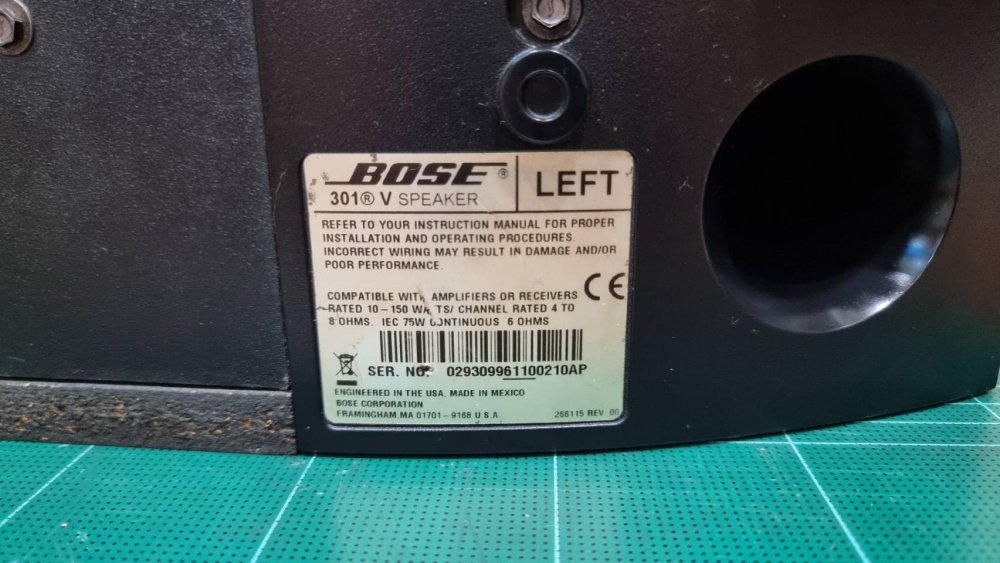 BOSE®
301® V SPEAKER
LEFT
REFER TO YOUR INSTRUCTION MANUAL FOR PROPER
INSTALLATION AND OPERATING PROCEDURES.
INCORRECT WIRING MAY RESULT IN DAMAGE AND/OR
POOR PERFORMANCE.
CE
COMPATIBLE WITH AMPLIFIERS OR RECEIVERS
RATED 10-150 WATTS/ CHANNEL RATED 4 TO
8 OHMS. IEC 75W CONTINUOUS 6 OHMS
SER. NO. 029309961100210AP
ENGINEERED IN THE USA. MADE IN MEXICO
BOSE CORPORATION
FRAMINGHAM, MA 01701-9168 U.S.A.
266115 REV 00